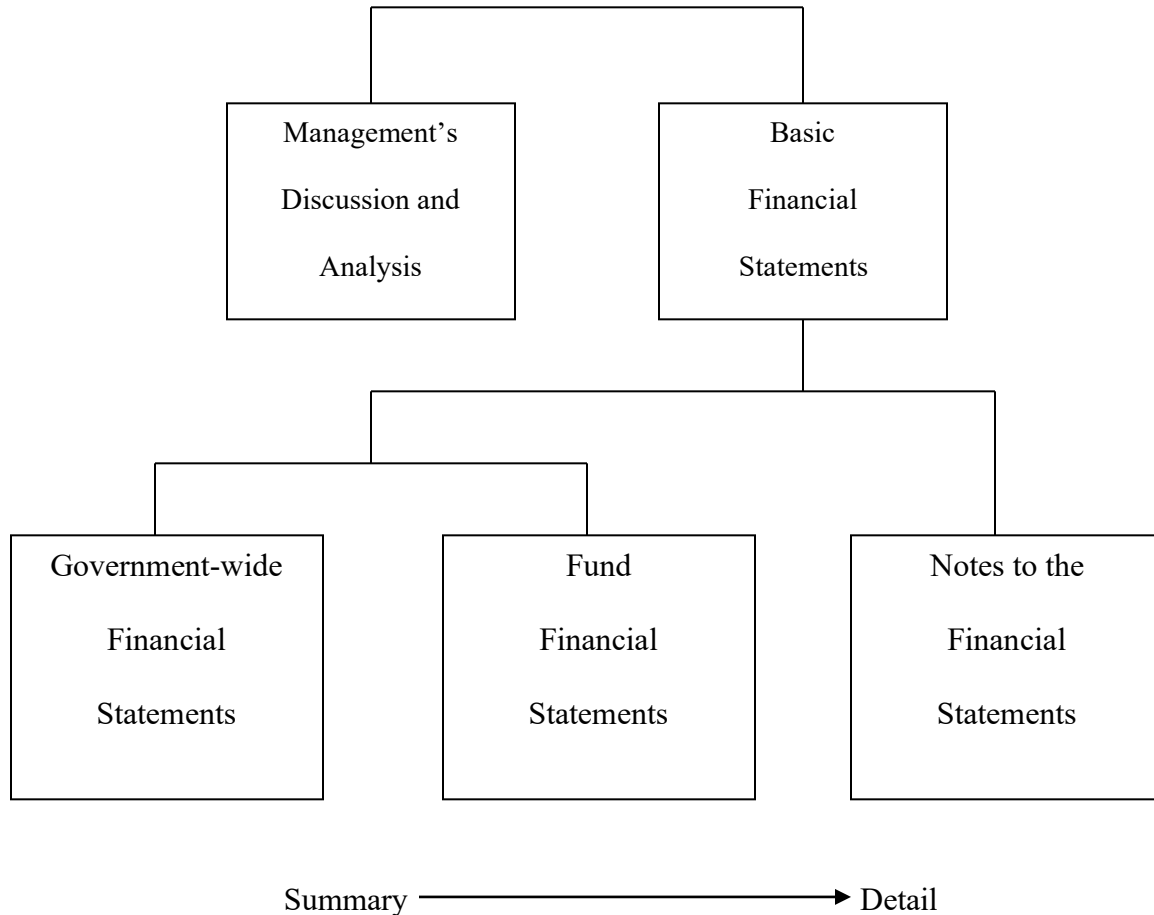 Management’s
Discussion and
Analysis
Basic
Financial
Statements
Government-wide
Financial
Statements
Fund
Financial
Statements
Notes to the
Financial
Statements
Summary
Detail